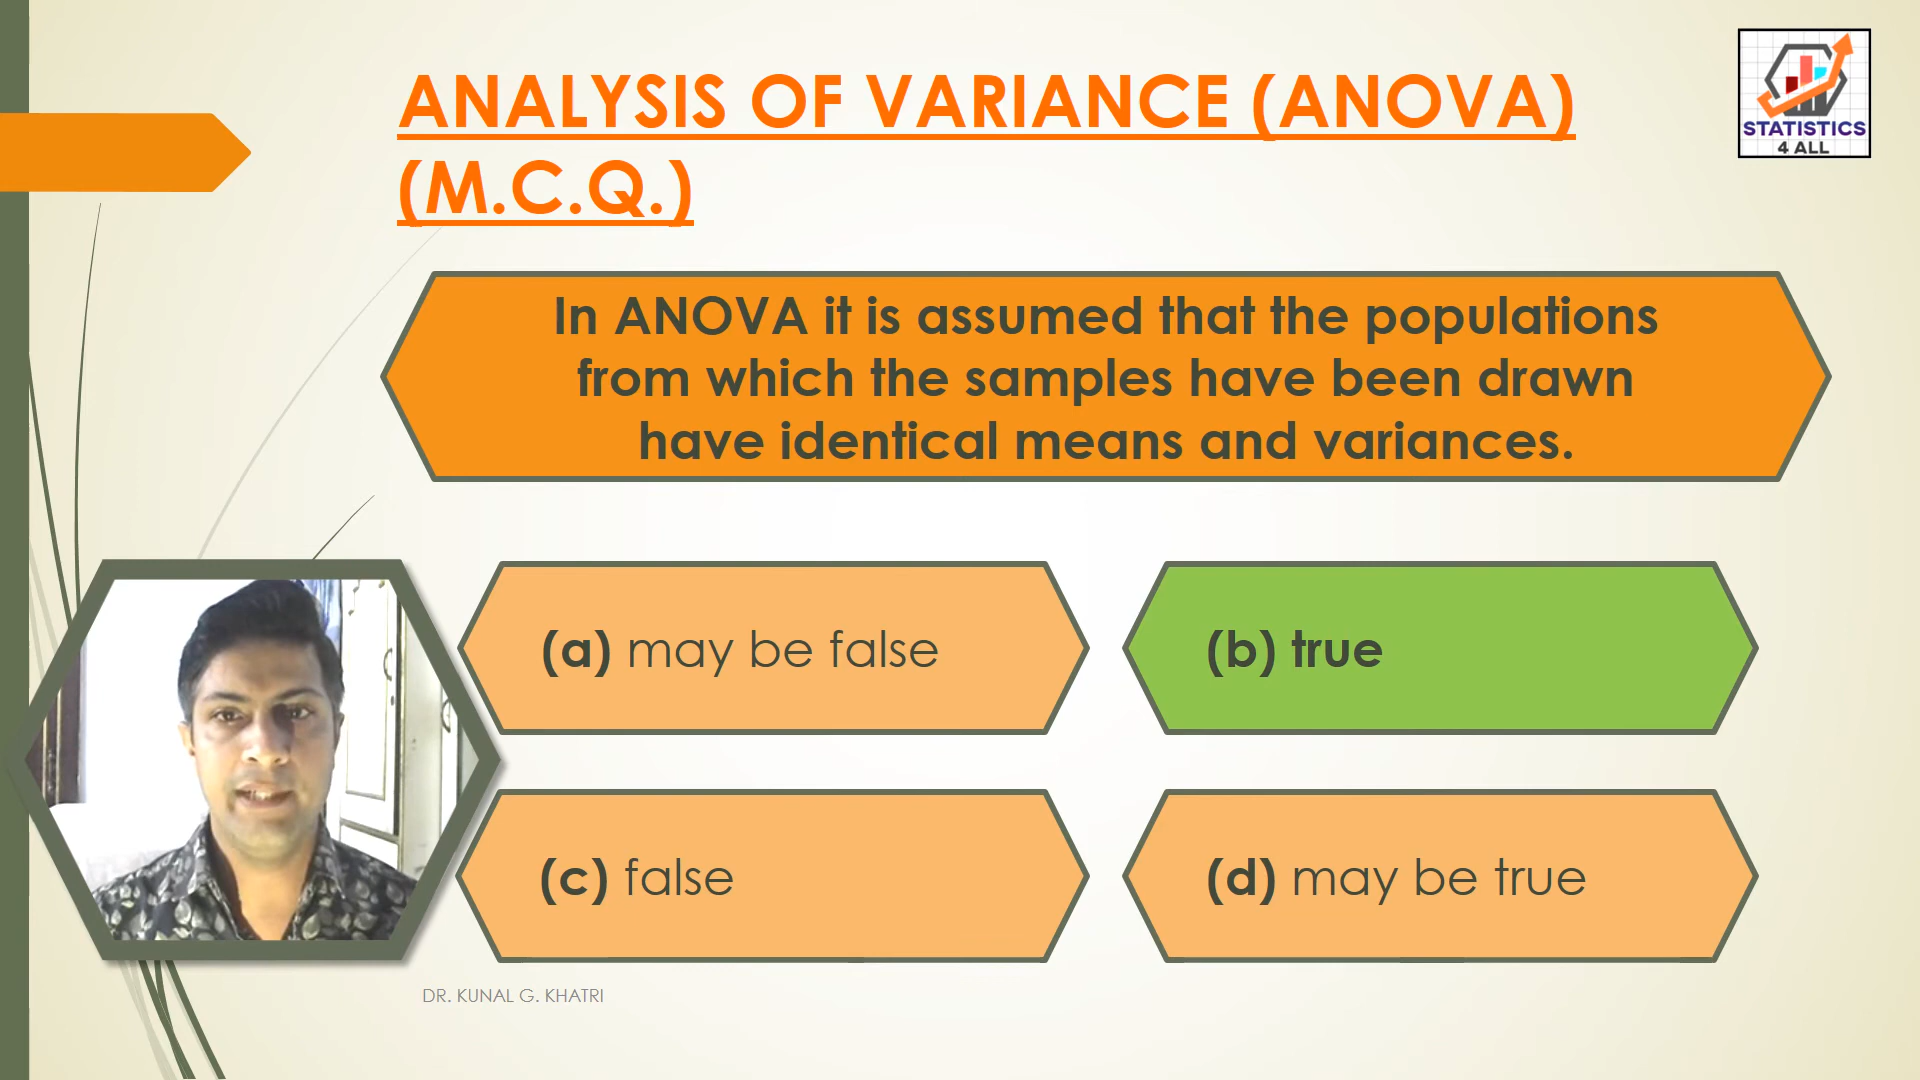 ANALYSIS OF VARIANCE (ANOVA)
(M.C.Q.)
STATISTICS
4 ALL
In ANOVA it is assumed that the populations
from which the samples have been drawn
have identical means and variances.
(a) may be false
(b) true
(c) false
(d) may be true
DR. KUNAL G. KHATRI